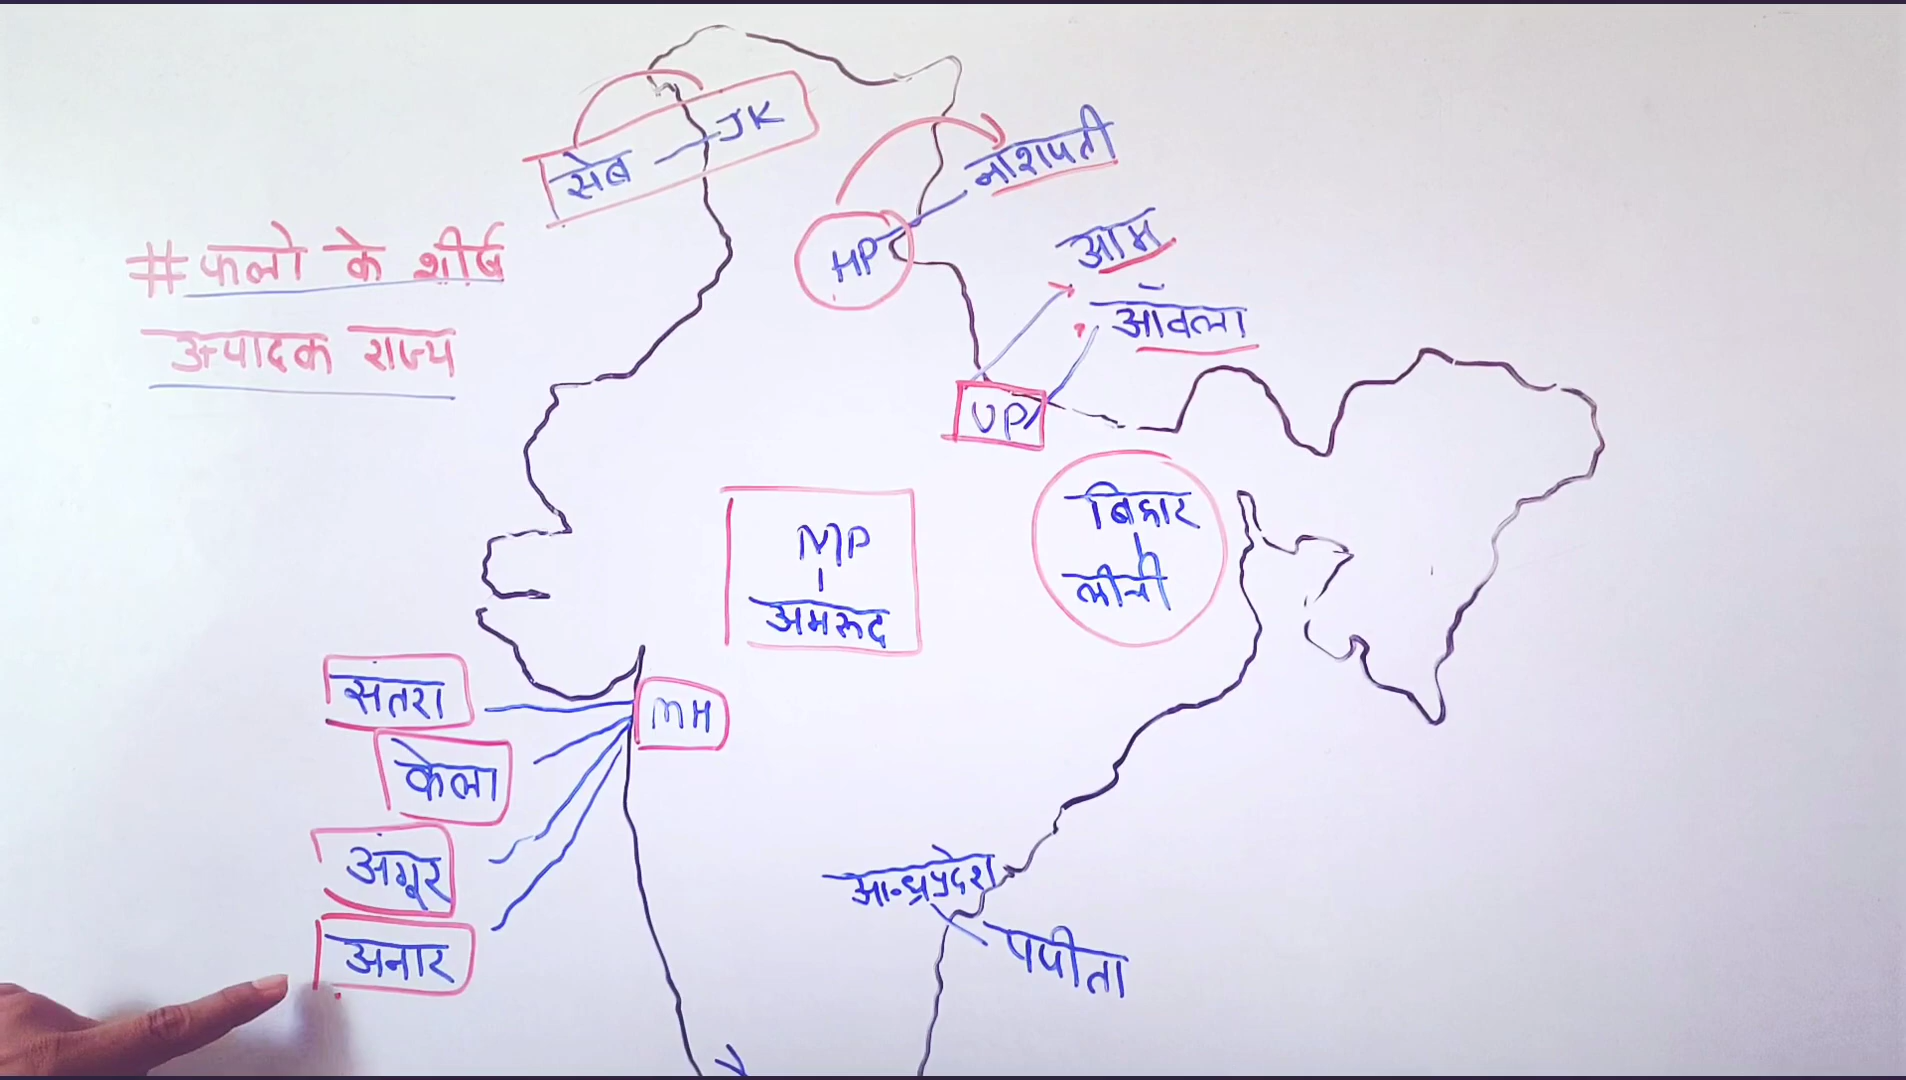 सेब - JK
नाशपती
HP
#फलो के शीर्ष
उत्पादक राज्य
आम
आँवला
UP
बिहार
लीची
MP
अमरूद
संतरा
MH
केला
अंगूर
अनार
आन्ध्रप्रदेश
पपीता